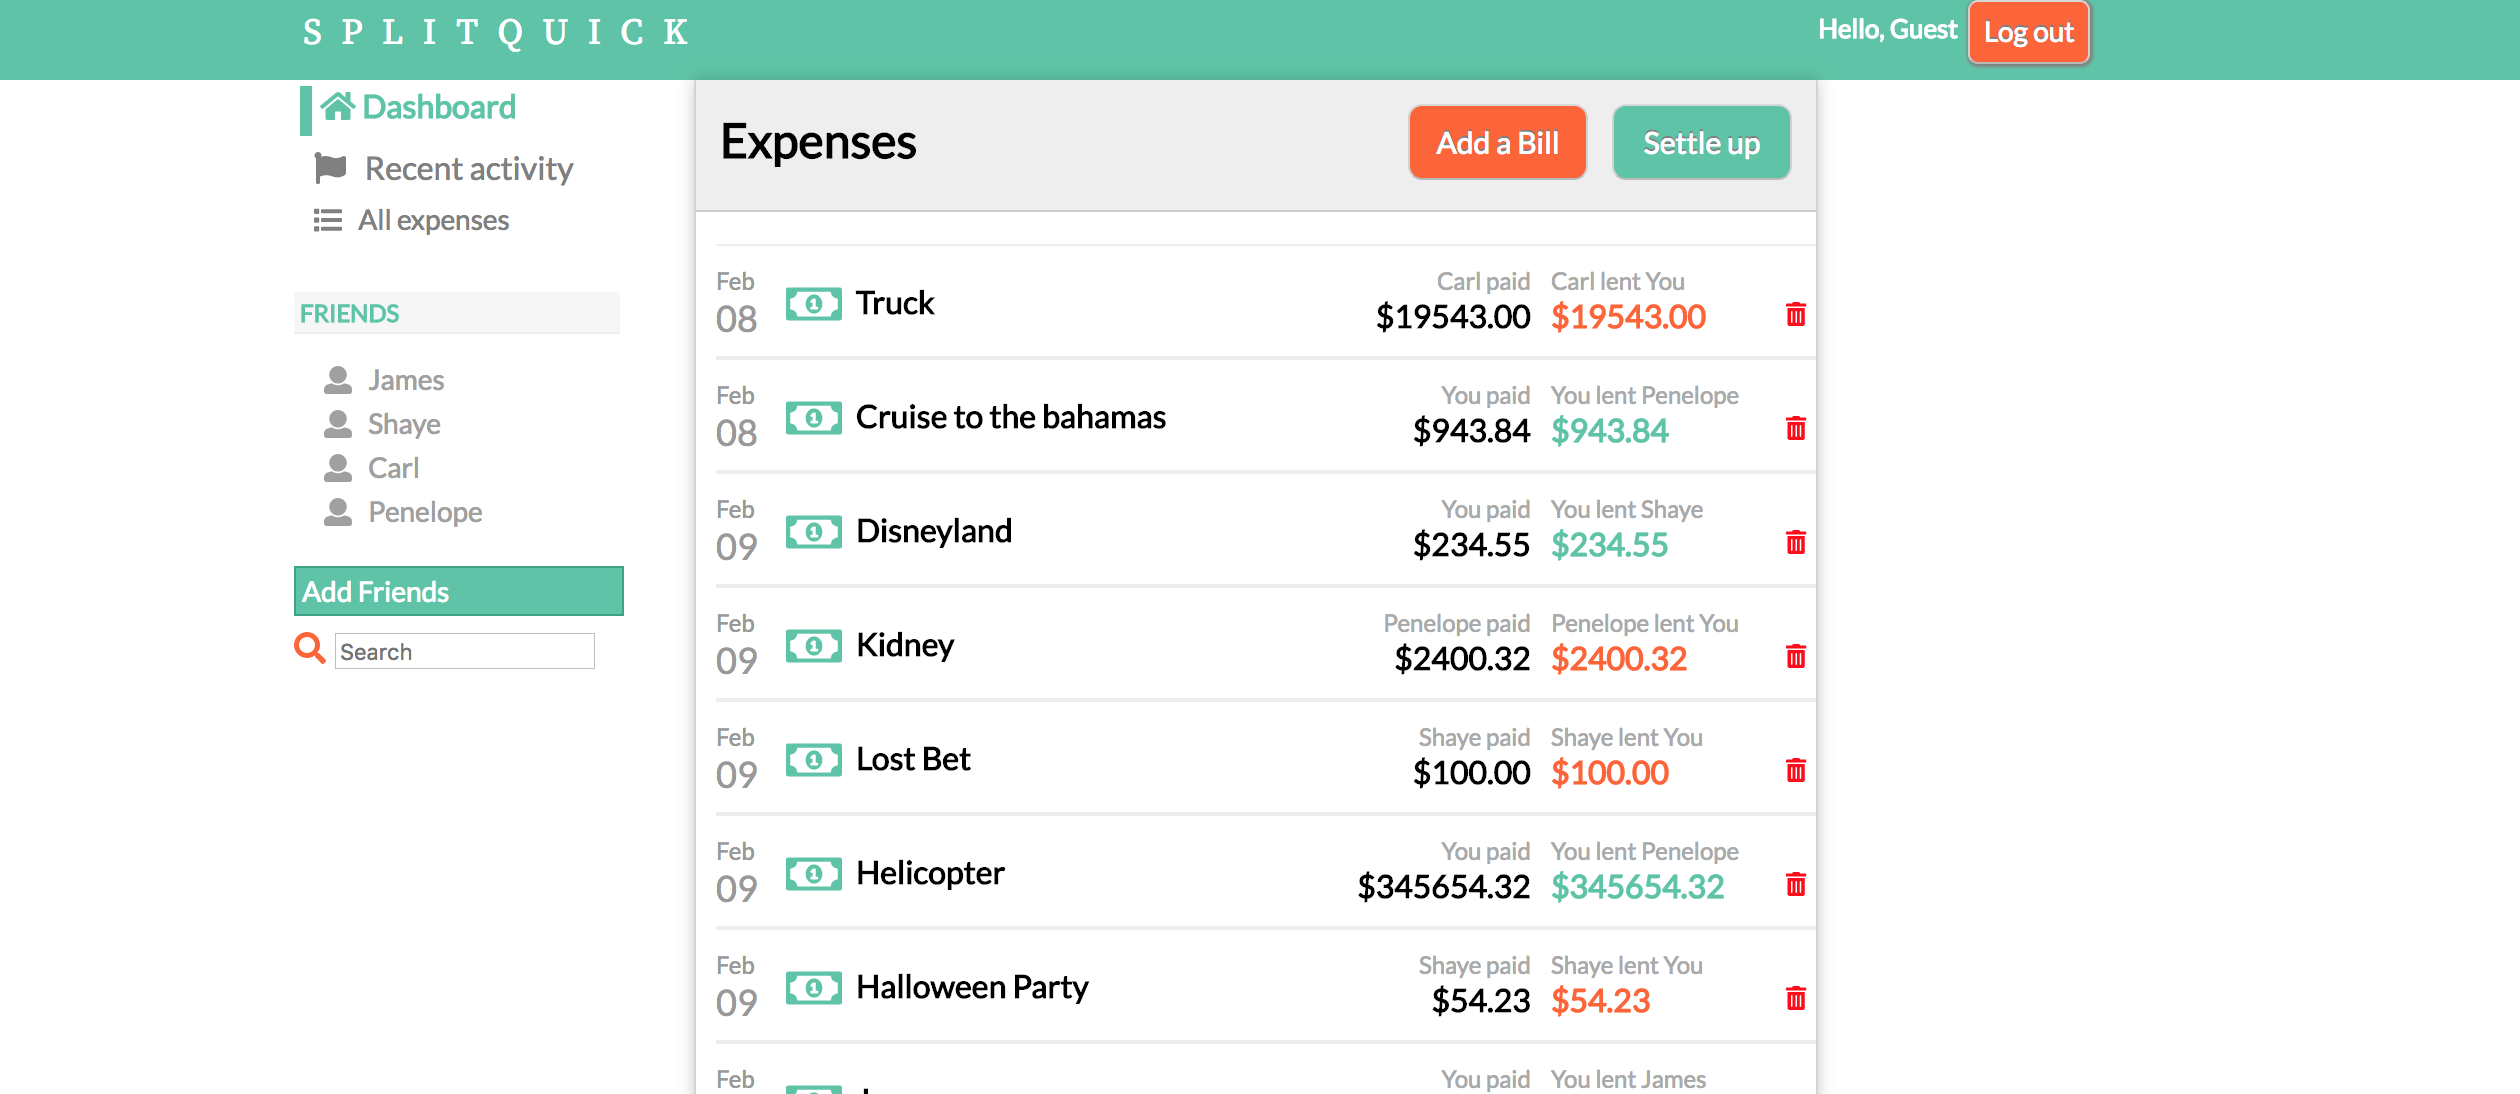 SPLITQUICK
Hello, Guest
Log out
Dashboard
Recent activity
All expenses
FRIENDS
James
Shaye
Carl
Penelope
Add Friends
Search
Expenses
Add a Bill
Settle up
Feb
08
Truck
Carl paid
$19543.00
Carl lent You
$19543.00
Feb
08
Cruise to the bahamas
You paid
$943.84
You lent Penelope
$943.84
Feb
09
Disneyland
You paid
$234.55
You lent Shaye
$234.55
Feb
09
Kidney
Penelope paid
$2400.32
Penelope lent You
$2400.32
Feb
09
Lost Bet
Shaye paid
$100.00
Shaye lent You
$100.00
Feb
09
Helicopter
You paid
$345654.32
You lent Penelope
$345654.32
Feb
09
Halloween Party
Shaye paid
$54.23
Shaye lent You
$54.23
Feb
You paid
You lent James